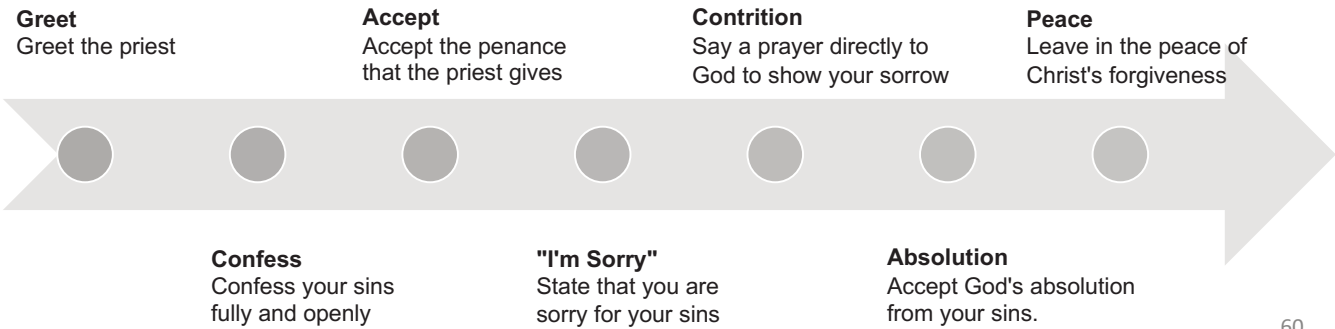 Greet
Greet the priest
Accept
Accept the penance
that the priest gives
Contrition
Say a prayer directly to
God to show your sorrow
Peace
Leave in the peace of
Christ's forgiveness
Confess
Confess your sins
fully and openly
"I'm Sorry"
State that you are
sorry for your sins
Absolution
Accept God's absolution
from your sins.
60